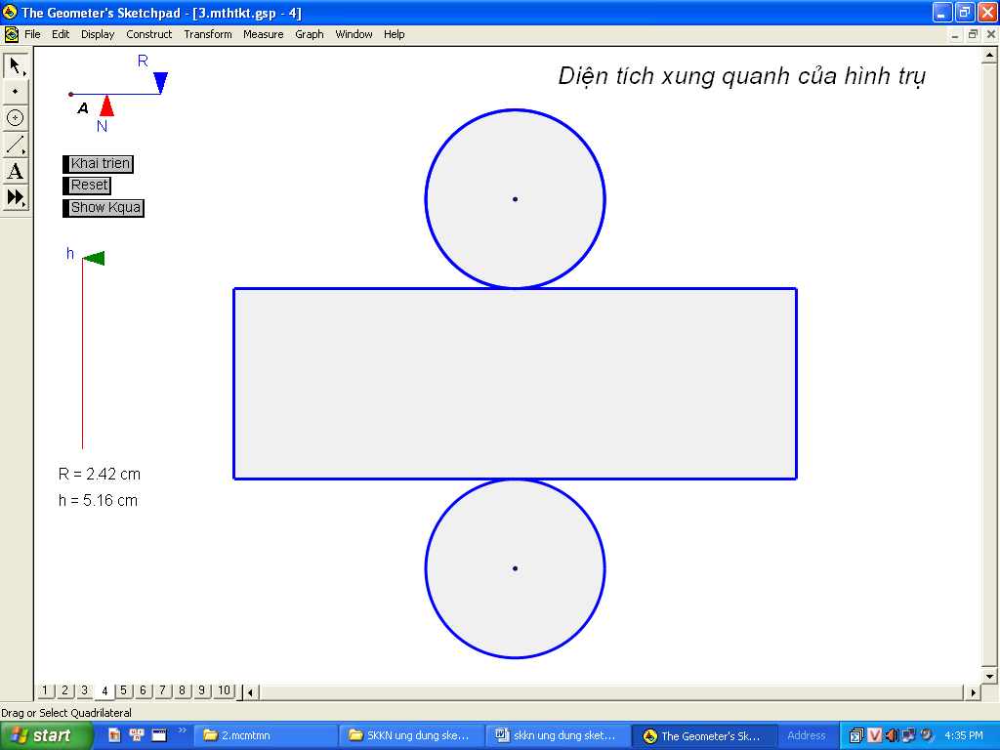 The Geometer's Sketchpad - [3.mthtkt.gsp - 4]
File Edit Display Construct Transform Measure Graph Window Help
Diện tích xung quanh của hình trụ
R
A
N
Khai trien
Reset
Show Kqua
h
R = 2.42 cm
h = 5.16 cm
A
1 2 3 4 5 6 7 8 9 10
Drag or Select Quadrilateral
start
2.mcmtmn
SKKN ung dung ske...
skkn ung dung sket...
The Geometer's Sk...
Address
4:35 PM